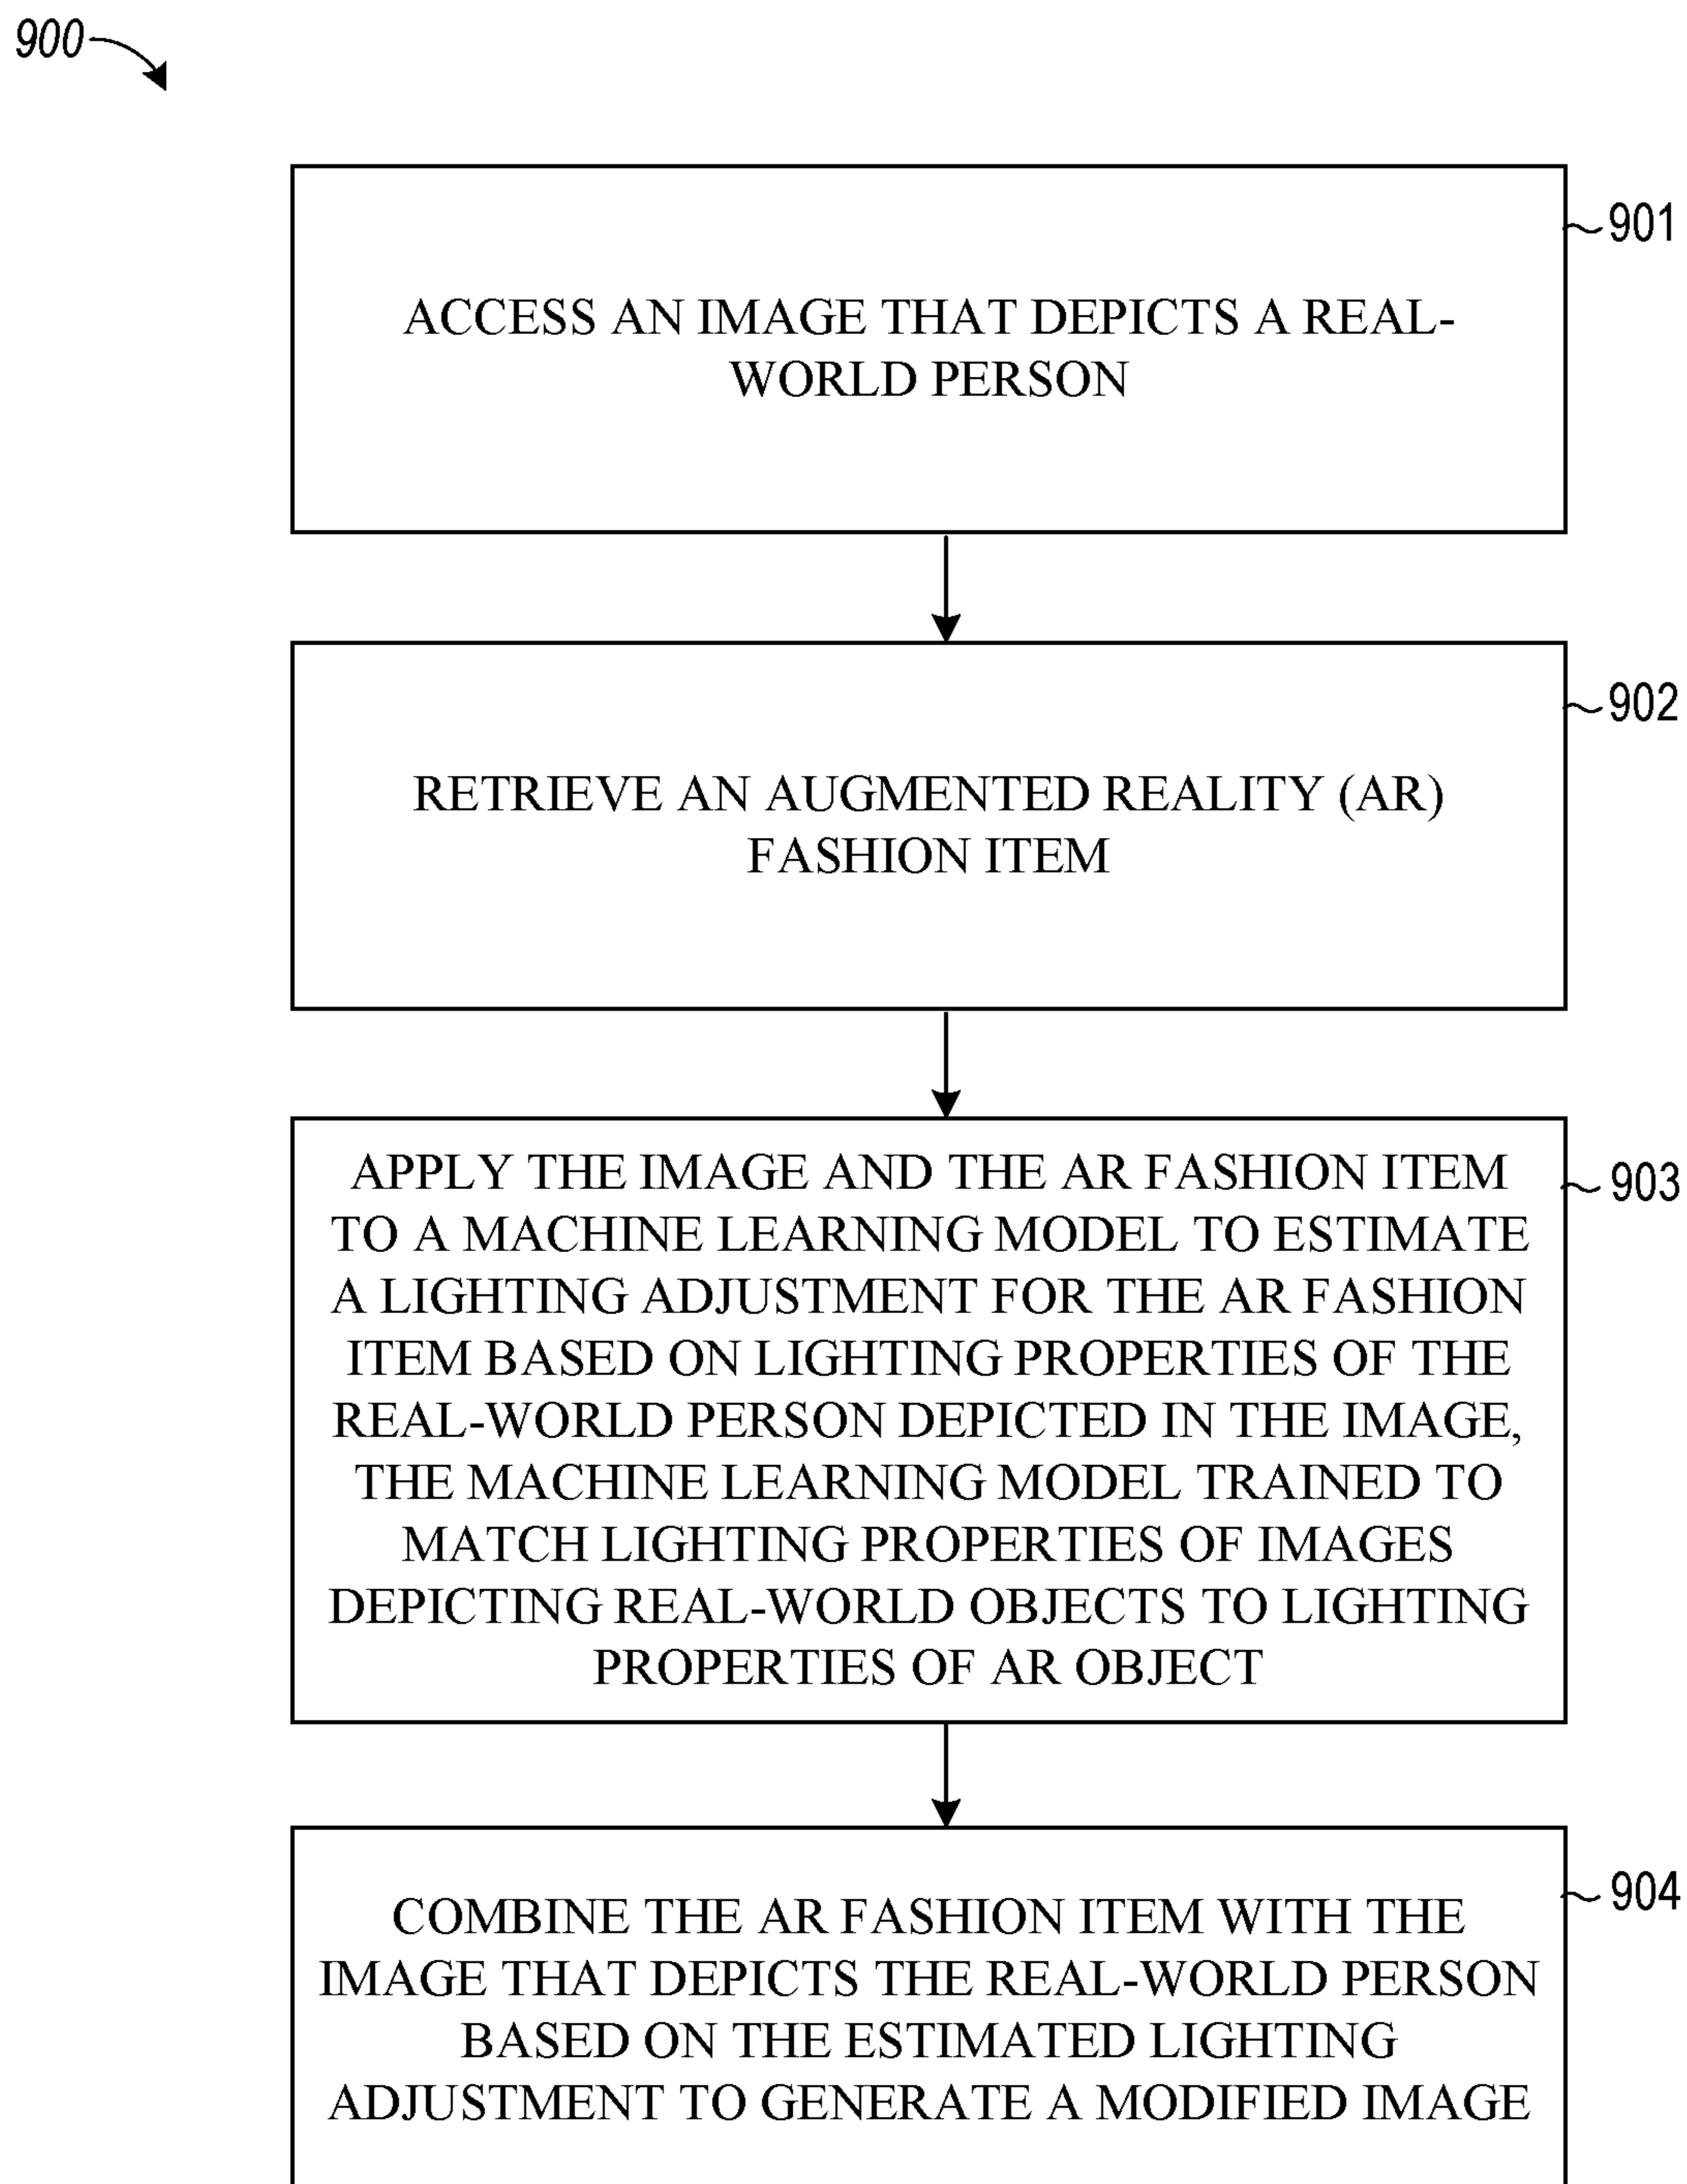 900
901
ACCESS AN IMAGE THAT DEPICTS A REAL-
WORLD PERSON
902
RETRIEVE AN AUGMENTED REALITY (AR)
FASHION ITEM
903
APPLY THE IMAGE AND THE AR FASHION ITEM
TO A MACHINE LEARNING MODEL TO ESTIMATE
A LIGHTING ADJUSTMENT FOR THE AR FASHION
ITEM BASED ON LIGHTING PROPERTIES OF THE
REAL-WORLD PERSON DEPICTED IN THE IMAGE,
THE MACHINE LEARNING MODEL TRAINED TO
MATCH LIGHTING PROPERTIES OF IMAGES
DEPICTING REAL-WORLD OBJECTS TO LIGHTING
PROPERTIES OF AR OBJECT
904
COMBINE THE AR FASHION ITEM WITH THE
IMAGE THAT DEPICTS THE REAL-WORLD PERSON
BASED ON THE ESTIMATED LIGHTING
ADJUSTMENT TO GENERATE A MODIFIED IMAGE